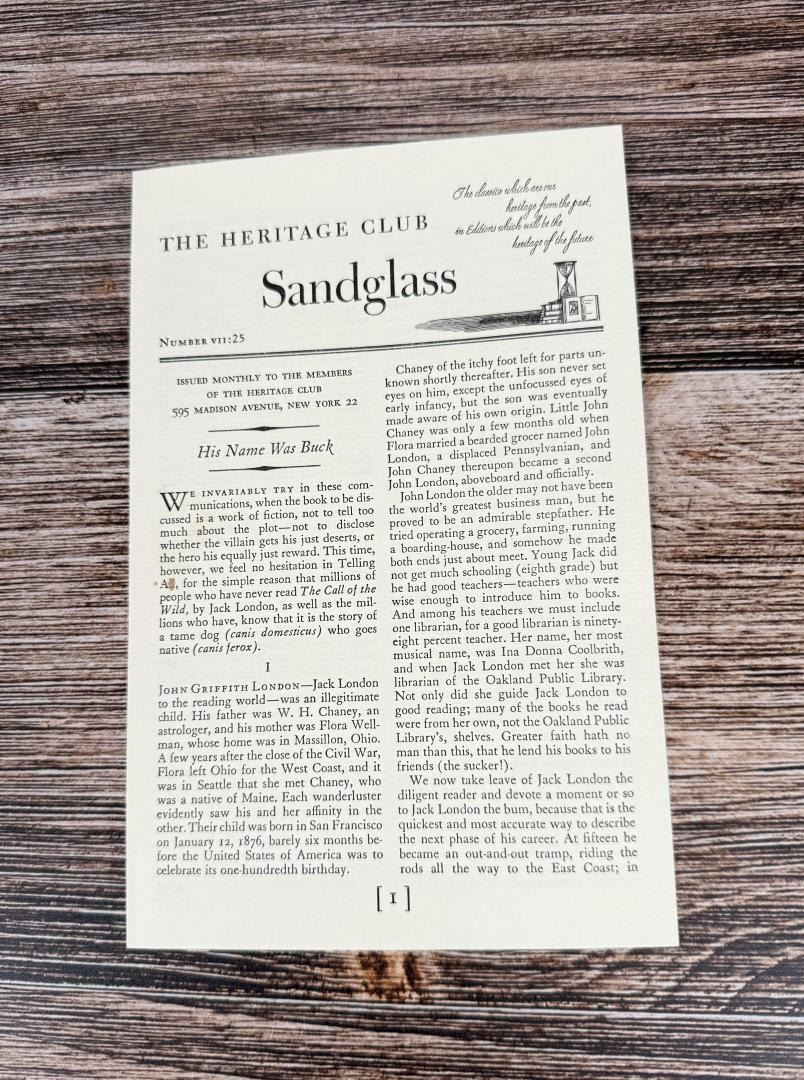 THE HERITAGE CLUB
The classics which are our
heritage from the past,
in Editions which will be the
heritage of the future
Sandglass
NUMBER VII:25
ISSUED MONTHLY TO THE MEMBERS
OF THE HERITAGE CLUB
595 MADISON AVENUE, NEW YORK 22
His Name Was Buck
WE INVARIABLY TRY in these com-
munications, when the book to be dis-
cussed is a work of fiction, not to tell too
much about the plot—not to disclose
whether the villain gets his just deserts, or
the hero his equally just reward. This time,
however, we feel no hesitation in Telling
, for the simple reason that millions of
people who have never read The Call of the
Wild, by Jack London, as well as the mil-
lions who have, know that it is the story of
a tame dog (canis domesticus) who goes
native (canis ferox).
I
JOHN GRIFFITH LONDON—Jack London
to the reading world—was an illegitimate
child. His father was W. H. Chaney, an
astrologer, and his mother was Flora Well-
man, whose home was in Massillon, Ohio.
A few years after the close of the Civil War,
Flora left Ohio for the West Coast, and it
was in Seattle that she met Chaney, who
was a native of Maine. Each wanderluster
evidently saw his and her affinity in the
other. Their child was born in San Francisco
on January 12, 1876, barely six months be-
fore the United States of America was to
celebrate its one-hundredth birthday.
Chaney of the itchy foot left for parts un-
known shortly thereafter. His son never set
eyes on him, except the unfocussed eyes of
early infancy, but the son was eventually
made aware of his own origin. Little John
Chaney was only a few months old when
Flora married a bearded grocer named John
London, a displaced Pennsylvanian, and
John Chaney thereupon became a second
John London, aboveboard and officially.
John London the older may not have been
the world's greatest business man, but he
proved to be an admirable stepfather. He
tried operating a grocery, farming, running
a boarding-house, and somehow he made
both ends just about meet. Young Jack did
not get much schooling (eighth grade) but
he had good teachers—teachers who were
wise enough to introduce him to books.
And among his teachers we must include
one librarian, for a good librarian is ninety-
eight percent teacher. Her name, her most
musical name, was Ina Donna Coolbrith,
and when Jack London met her she was
librarian of the Oakland Public Library.
Not only did she guide Jack London to
good reading; many of the books he read
were from her own, not the Oakland Public
Library's, shelves. Greater faith hath no
man than this, that he lend his books to his
friends (the sucker!).
We now take leave of Jack London the
diligent reader and devote a moment or so
to Jack London the bum, because that is the
quickest and most accurate way to describe
the next phase of his career. At fifteen he
became an out-and-out tramp, riding the
rods all the way to the East Coast; in
[ I ]